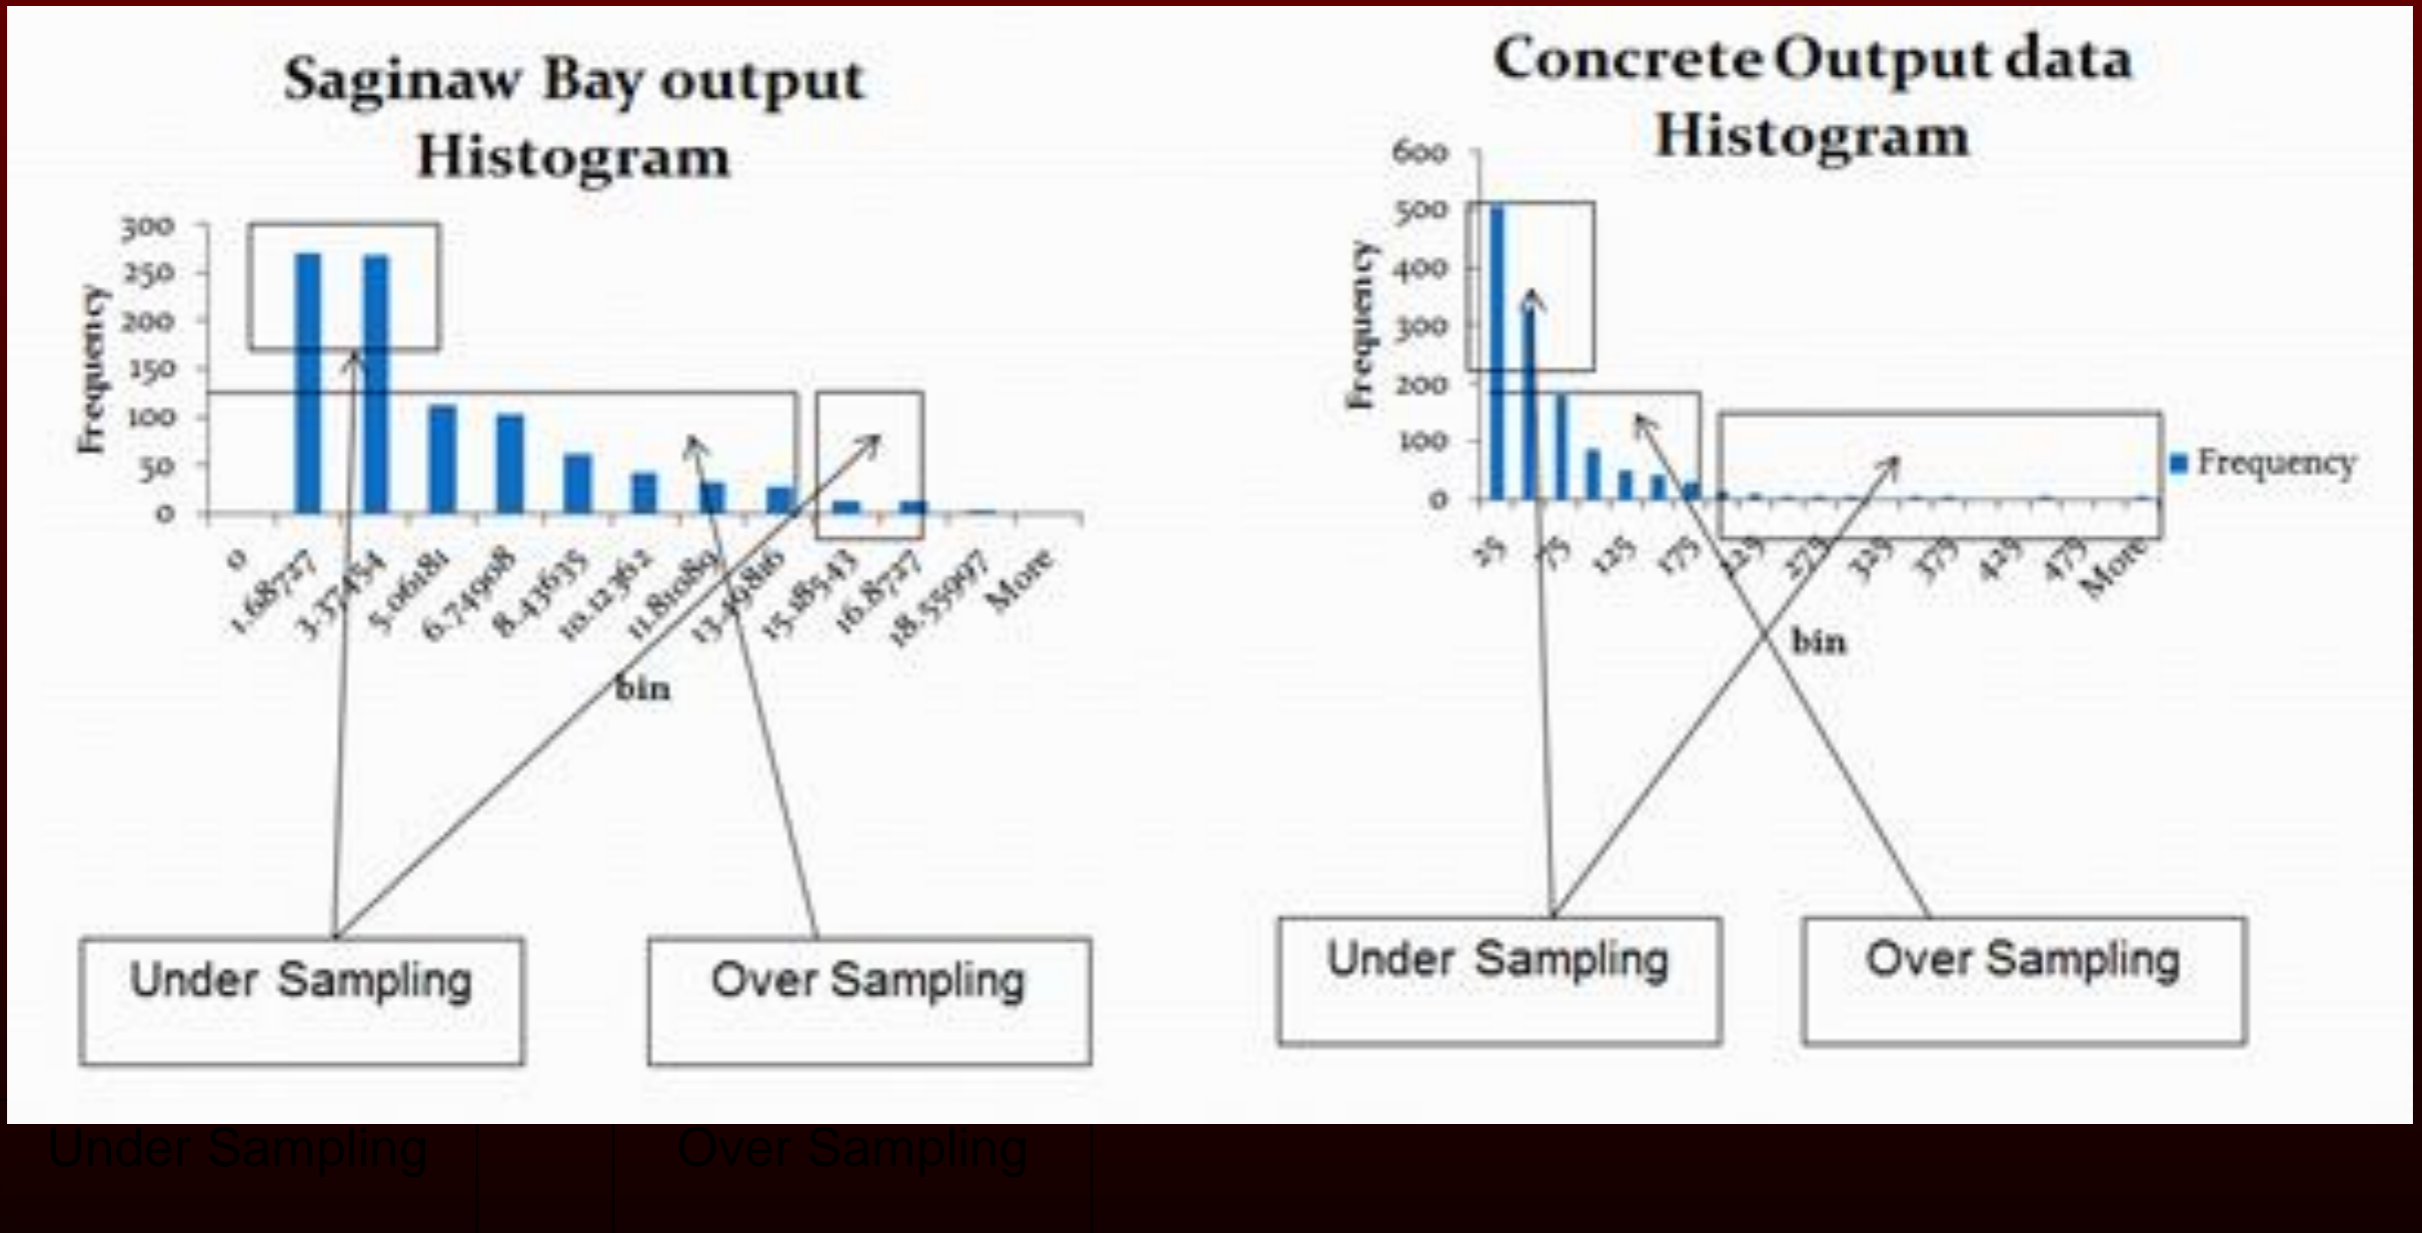 Saginaw Bay output
Histogram
Frequency
300
250
200
150
100
50
0
0
1.68727
3.37454
5.06181
6.74908
8.43635
10.12362
11.81089
13.49816
15.18543
16.8727
18.55997
More
bin
Under Sampling
Over Sampling
Concrete Output data
Histogram
Frequency
600
500
400
300
200
100
0
25
75
125
175
225
275
325
375
425
475
More
bin
Frequency
Under Sampling
Over Sampling
Under Sampling
Over Sampling